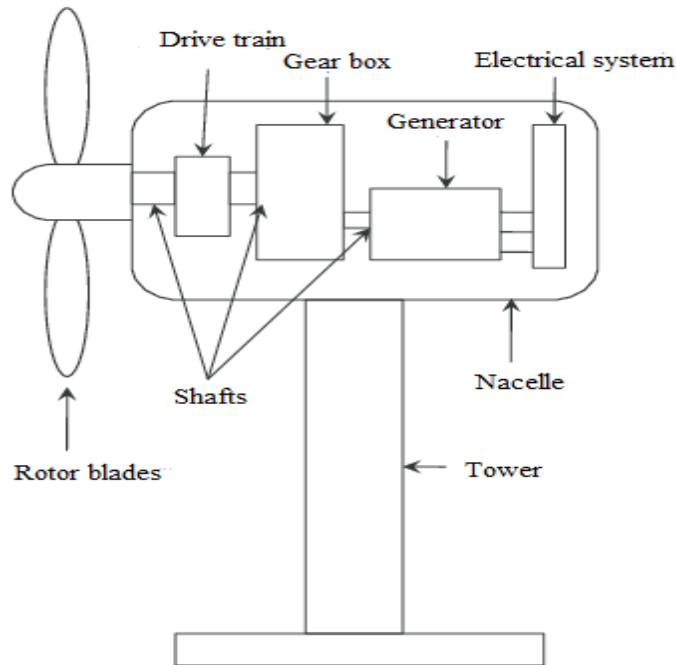 Drive train
Gear box
Electrical system
Generator
Shafts
Nacelle
Rotor blades
Tower